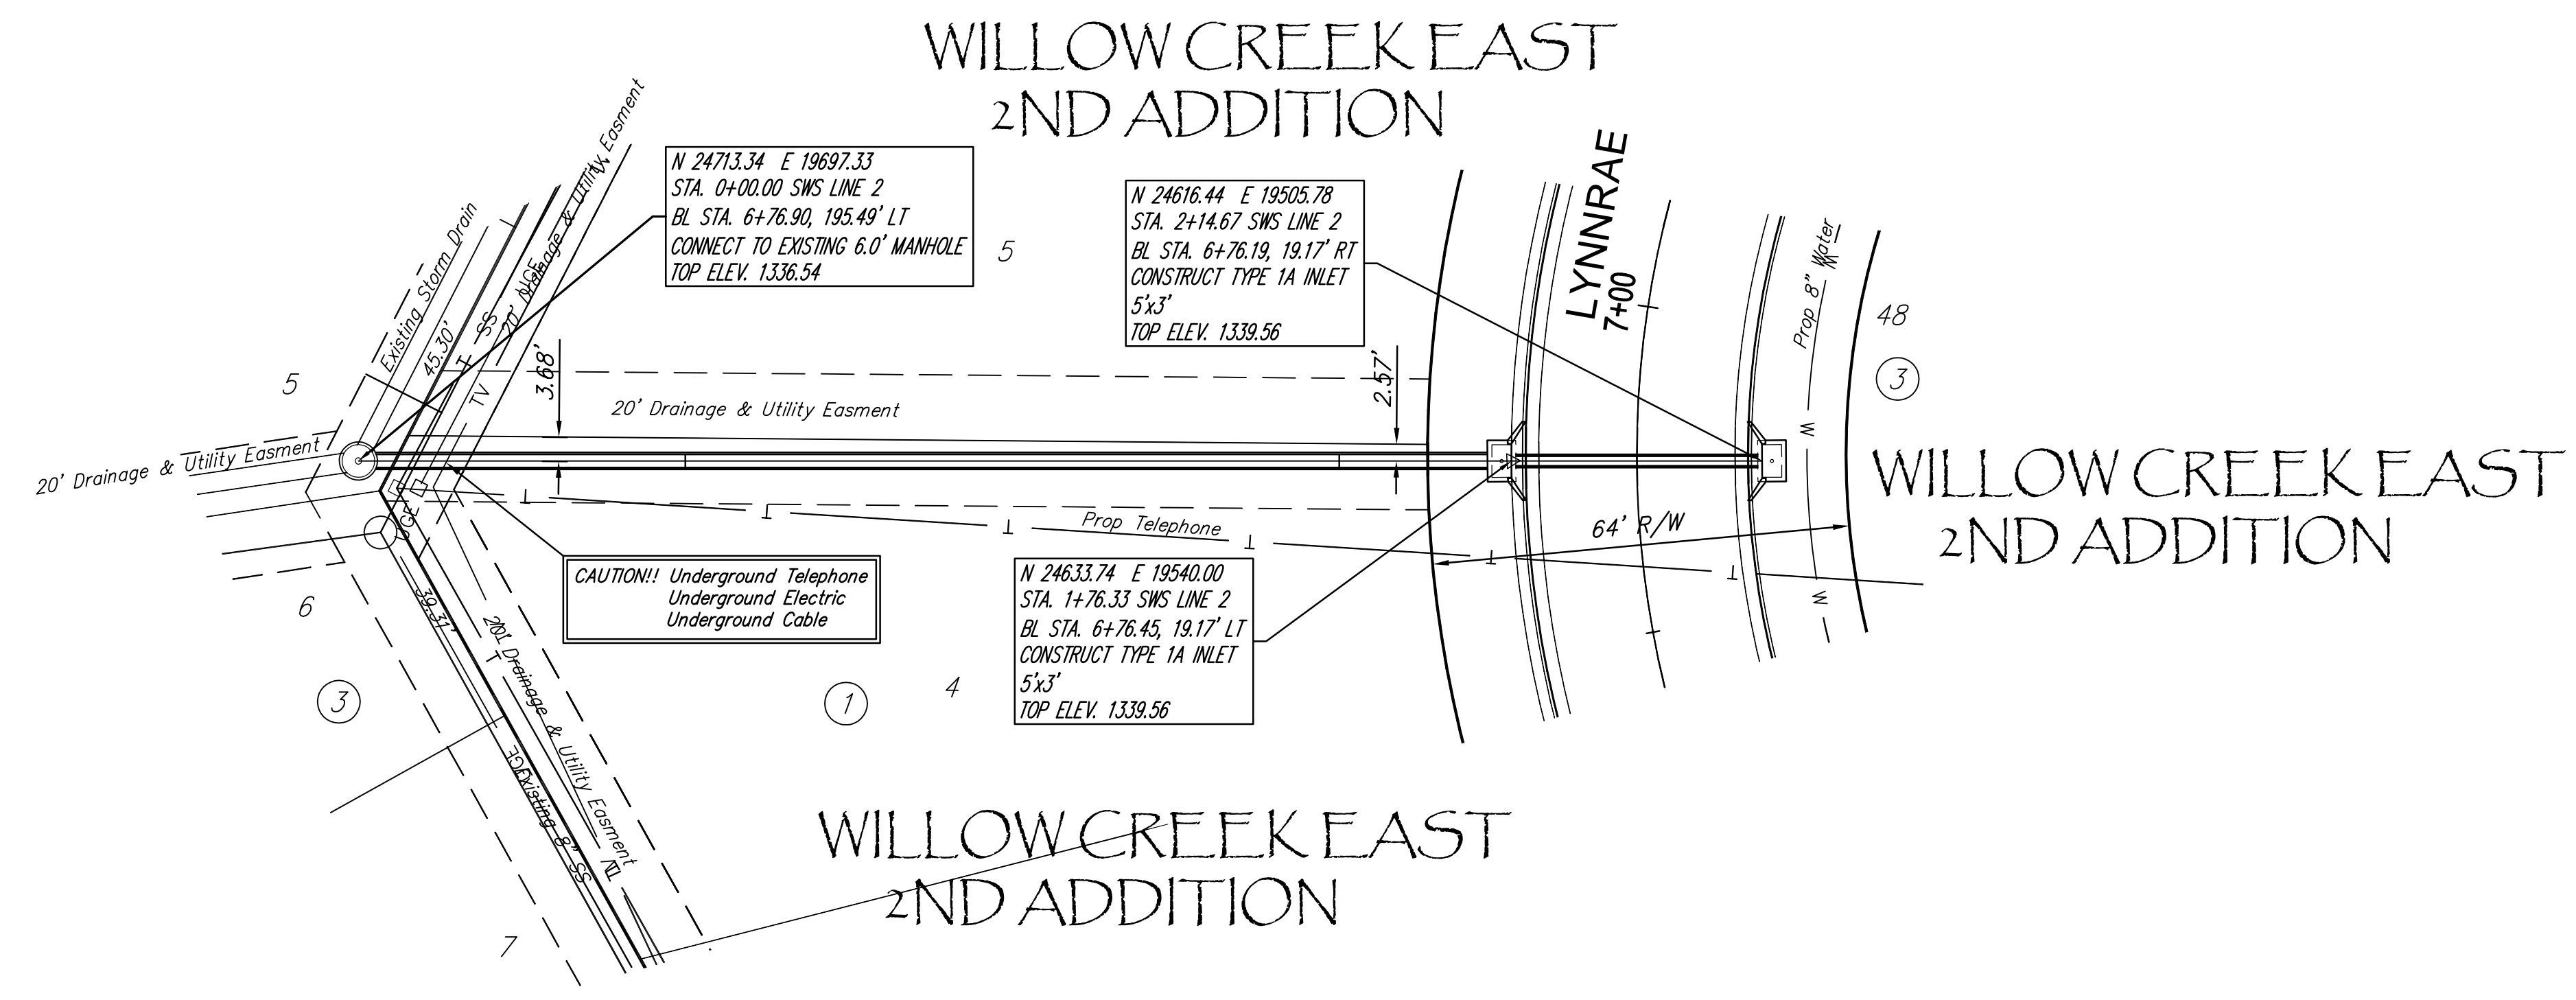 WILLOW CREEK EAST
2ND ADDITION
N 24713.34 E 19697.33
STA. 0+00.00 SWS LINE 2
BL STA. 6+76.90, 195.49' LT
CONNECT TO EXISTING 6.0' MANHOLE
TOP ELEV. 1336.54
N 24616.44 E 19505.78
STA. 2+14.67 SWS LINE 2
BL STA. 6+76.19, 19.17' RT
CONSTRUCT TYPE 1A INLET
5'x3'
TOP ELEV. 1339.56
LYNNRAE
7+00
5
Existing Storm Drain
45.30'
SS
20' Drainage & Utility Easment
UGE
T
TV
3.68'
2.57'
Prop 8" Water
W
W
48
3
5
20' Drainage & Utility Easment
20' Drainage & Utility Easment
WILLOW CREEK EAST
2ND ADDITION
Prop Telephone
64' R/W
UGE
CAUTION!! Underground Telephone
Underground Electric
Underground Cable
N 24633.74 E 19540.00
STA. 1+76.33 SWS LINE 2
BL STA. 6+76.45, 19.17' LT
CONSTRUCT TYPE 1A INLET
5'x3'
TOP ELEV. 1339.56
6
39.31'
20' Drainage & Utility Easment
T
3
1
4
UGE
Existing 8" SS
TV
7
WILLOW CREEK EAST
2ND ADDITION